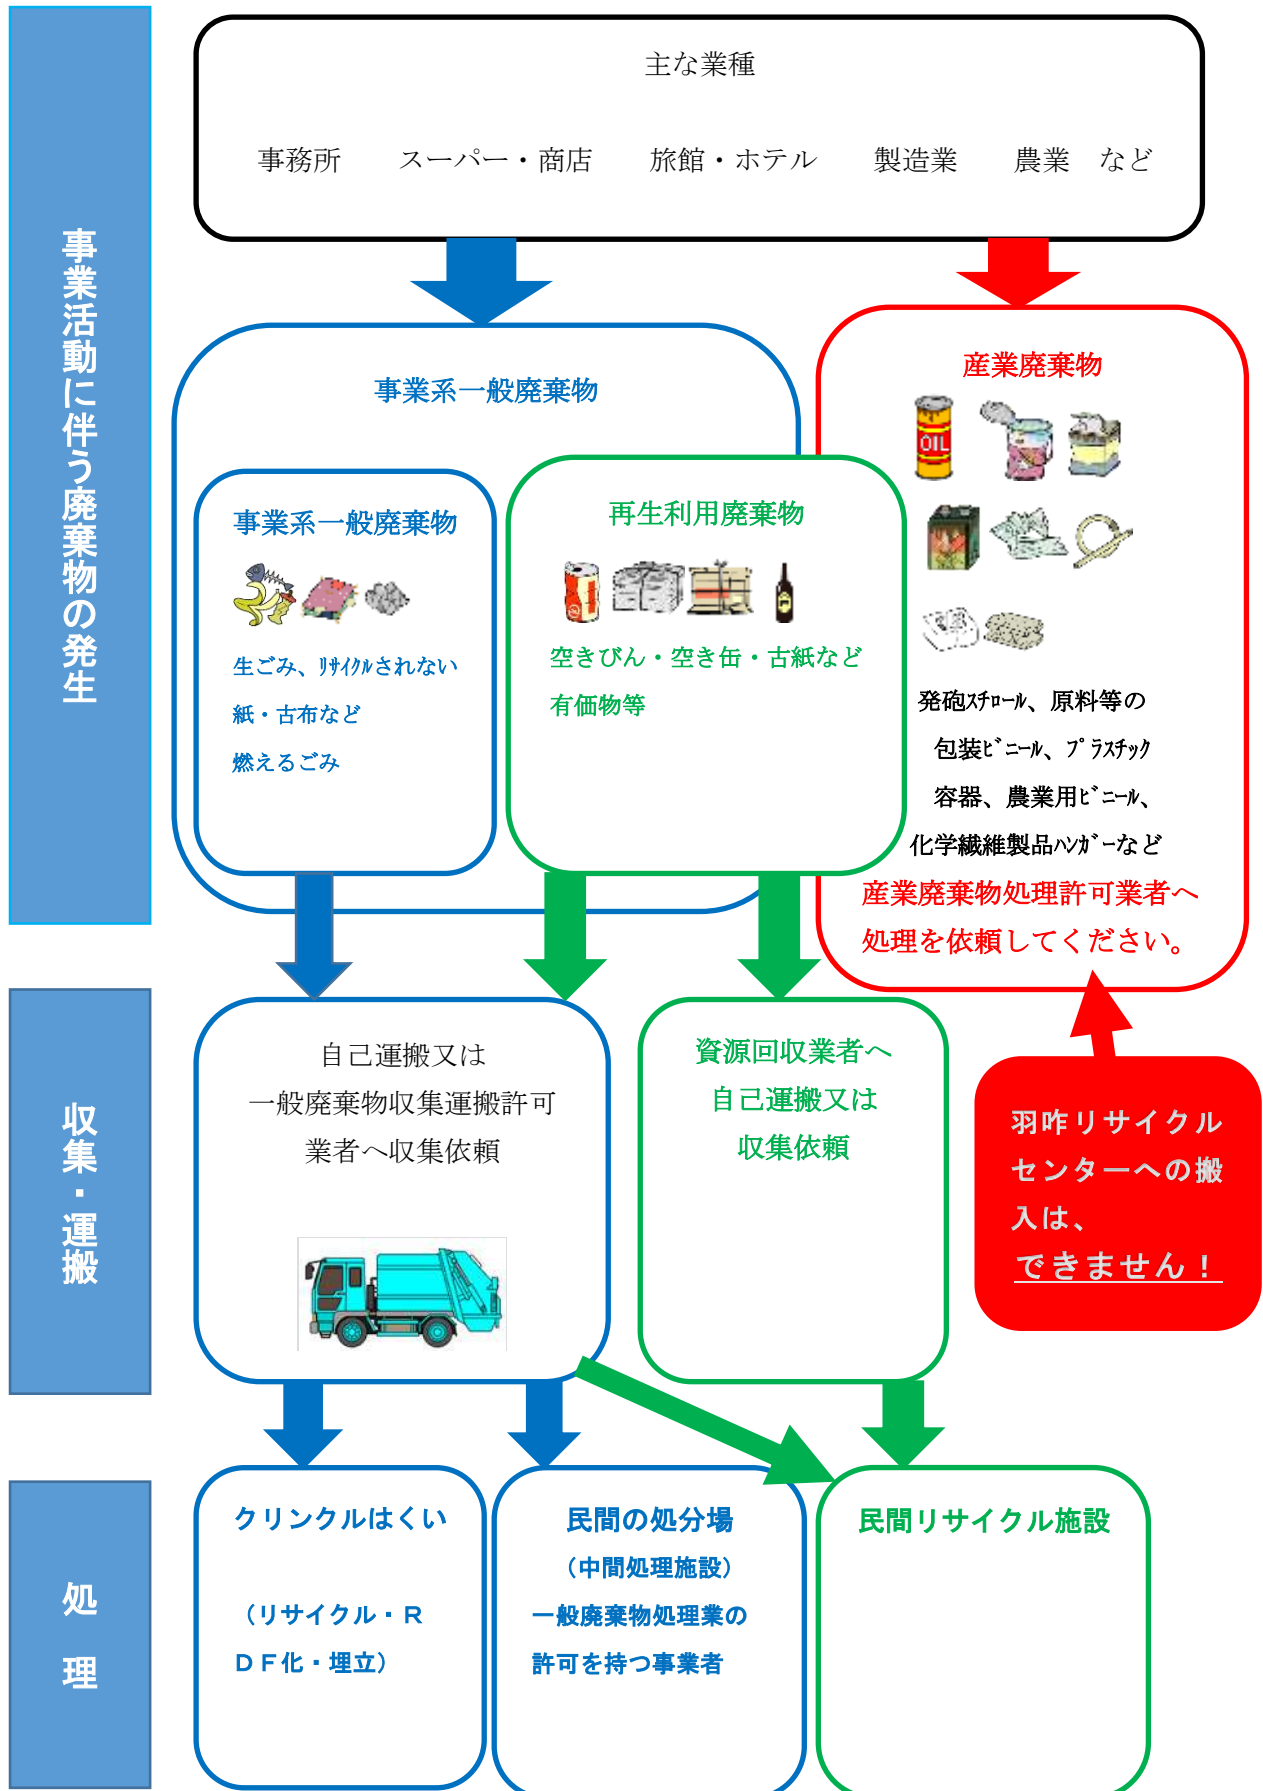 事業活動に伴う廃棄物の発生
主な業種
事務所　スーパー・商店　旅館・ホテル　製造業　農業　など
事業系一般廃棄物
産業廃棄物
OIL
事業系一般廃棄物
生ごみ、ﾘｻｲｸﾙされない
紙・古布など
燃えるごみ
再生利用廃棄物
空きびん・空き缶・古紙など
有価物等
発砲ｽﾁﾛｰﾙ、原料等の
包装ﾋﾞﾆｰﾙ、ﾌﾟﾗｽﾁｯｸ
容器、農業用ﾋﾞﾆｰﾙ、
化学繊維製品ﾊﾝｶﾞｰなど
産業廃棄物処理許可業者へ
処理を依頼してください。
収集・運搬
自己運搬又は
一般廃棄物収集運搬許可
業者へ収集依頼
資源回収業者へ
自己運搬又は
収集依頼
羽咋リサイクル
センターへの搬
入は、
できません！
処理
クリンクルはくい
（リサイクル・Ｒ
ＤＦ化・埋立）
民間の処分場
（中間処理施設）
一般廃棄物処理業の
許可を持つ事業者
民間リサイクル施設